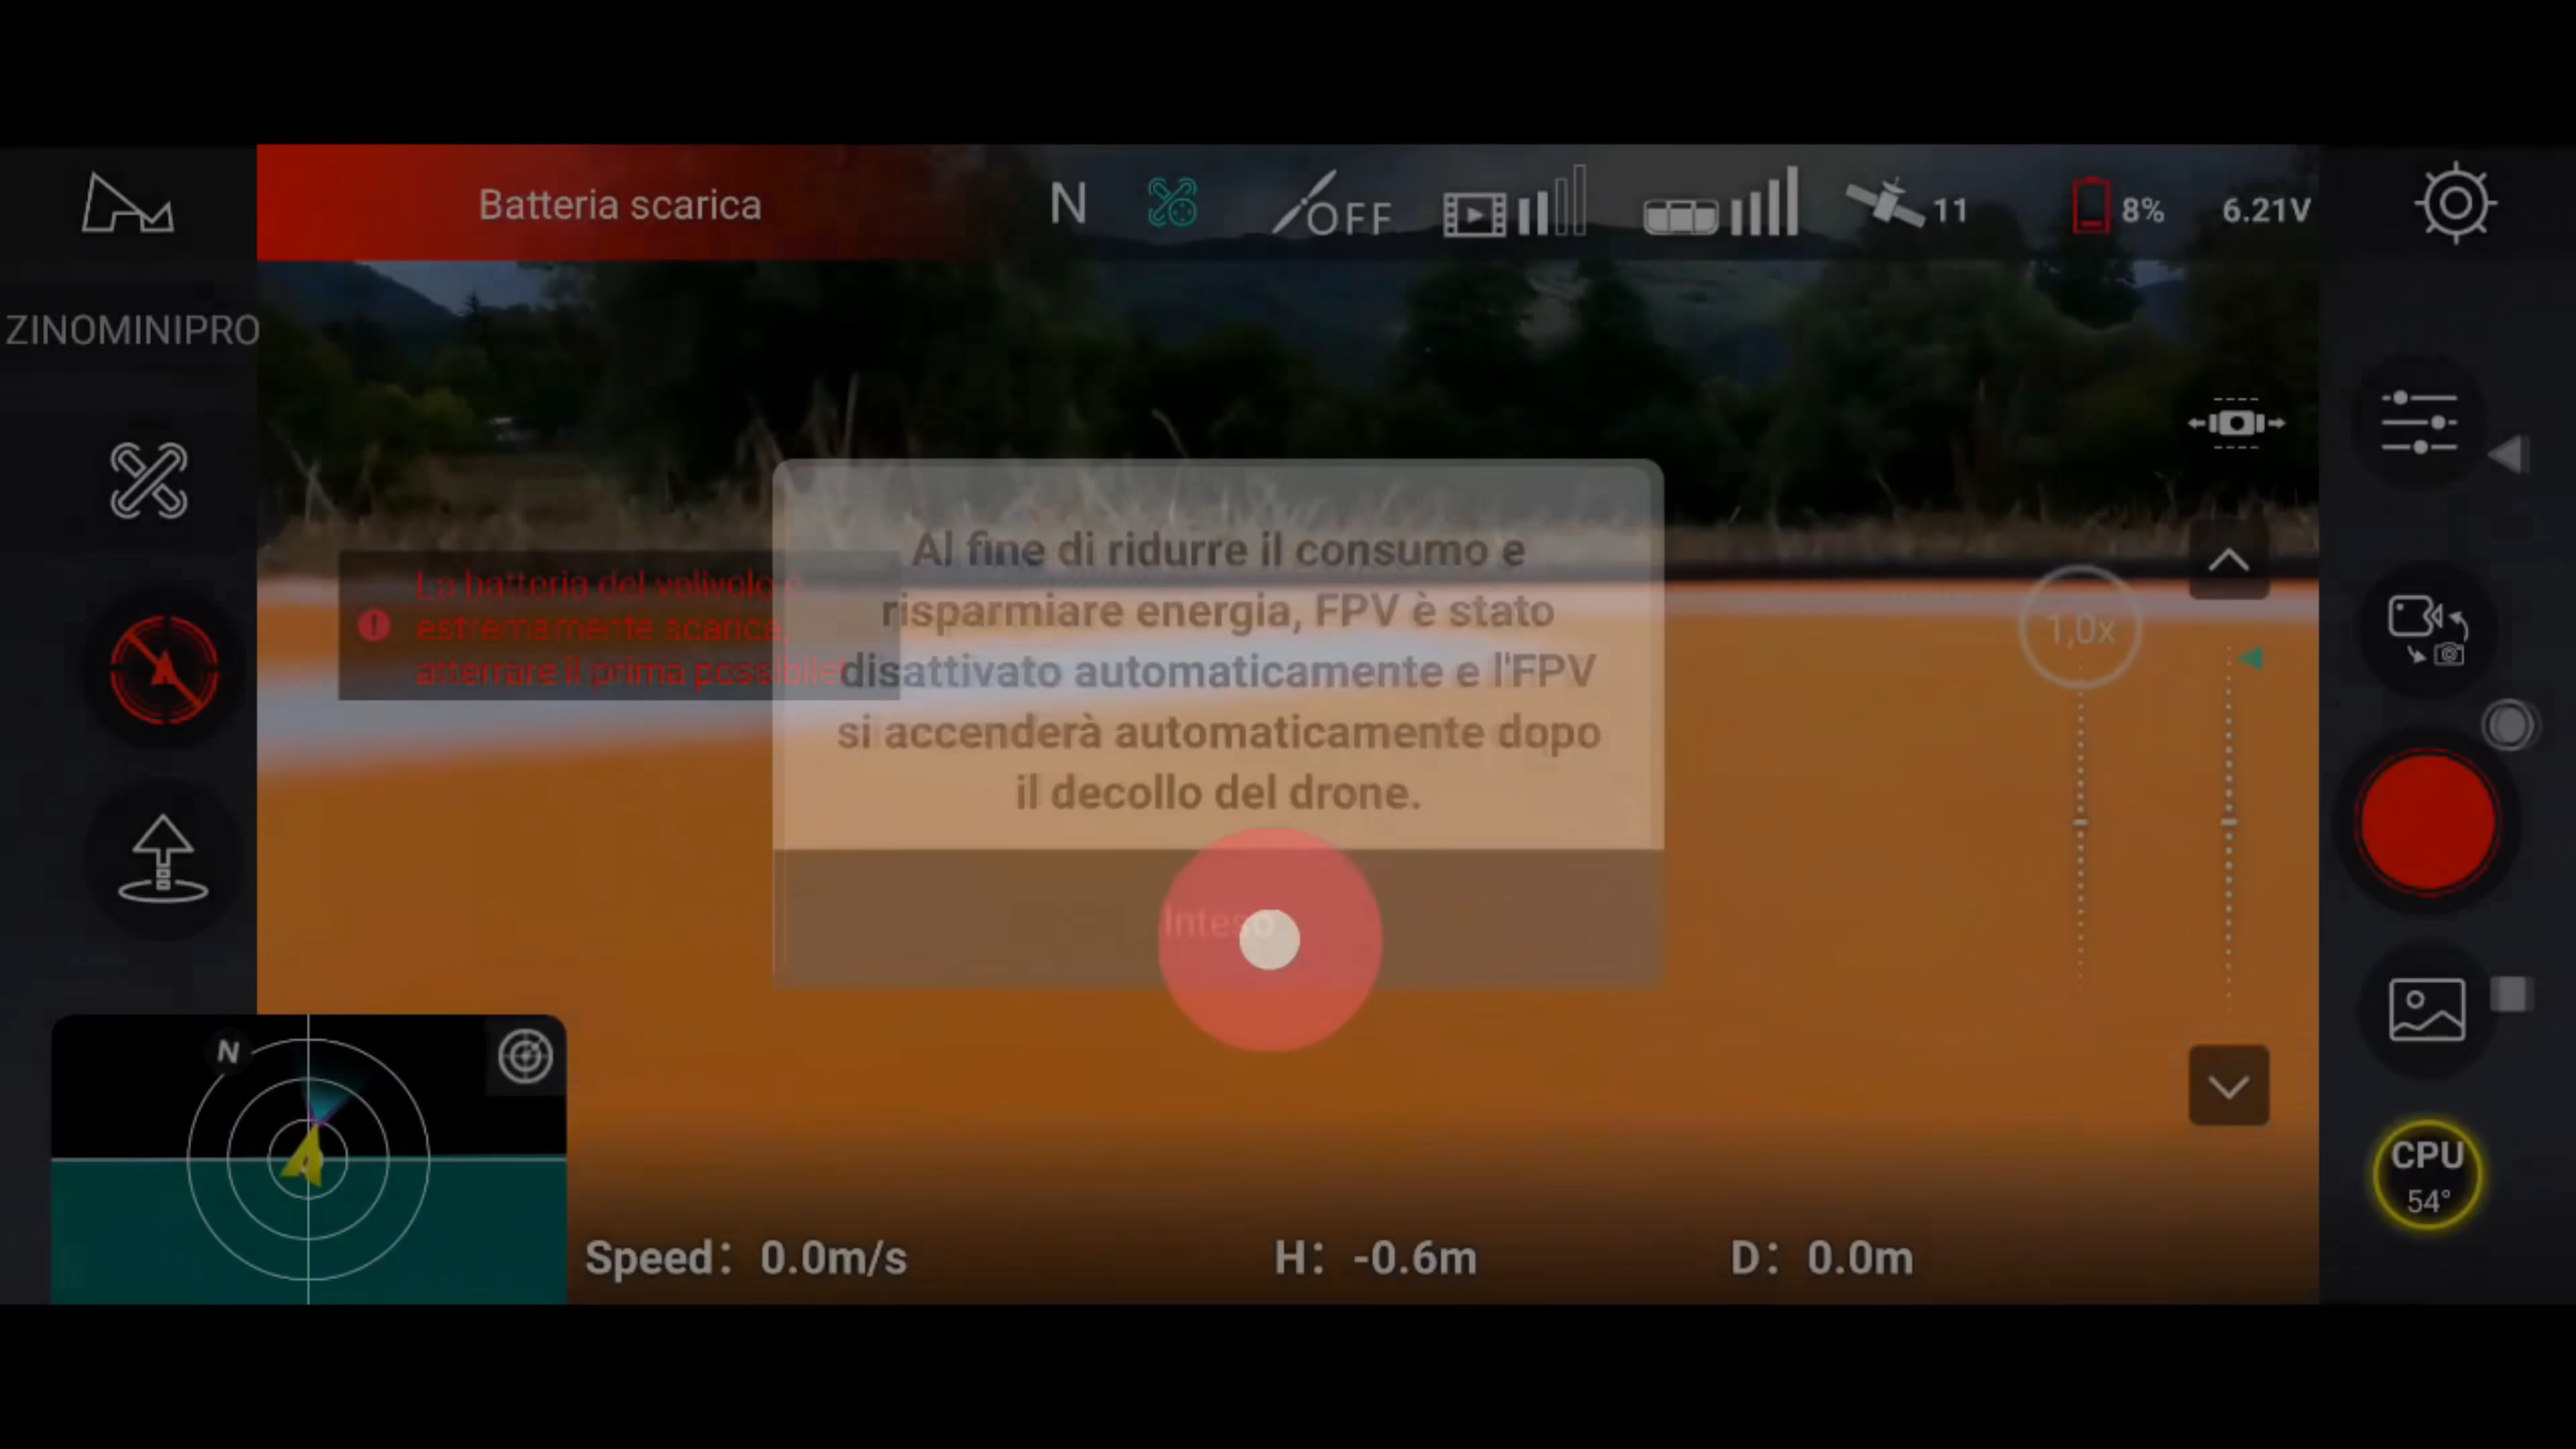 Batteria scarica
N
OFF
11
8%
6.21V
ZINOMINIPRO
La batteria del volivolo è
estremamente scarica,
atterrare il prima possibile
Al fine di ridurre il consumo e
risparmiare energia, FPV è stato
disattivato automaticamente e l'FPV
si accenderà automaticamente dopo
il decollo del drone.
Inteso
1,0x
N
CPU
54°
Speed: 0.0m/s
H: -0.6m
D: 0.0m